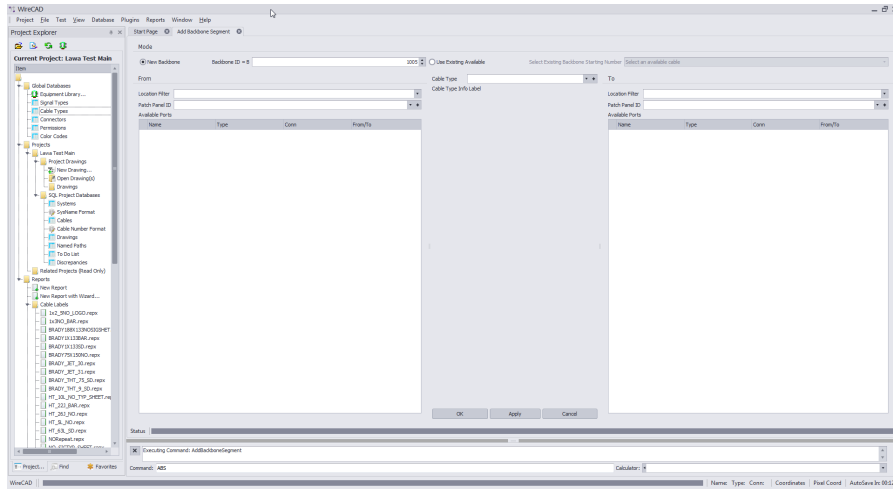 WireCAD
Project File Test View Database Plugins Reports Window Help
Project Explorer
Start Page
Add Backbone Segment
Current Project: Lawa Test Main
Item
Global Databases
Equipment Library...
Signal Types
Cable Types
Connectors
Permissions
Color Codes
Projects
Lawa Test Main
Project Drawings
New Drawing...
Open Drawing(s)
Drawings
SQL Project Databases
Systems
SysName Format
Cables
Cable Number Format
Drawings
Named Paths
To Do List
Discrepancies
Related Projects (Read Only)
Reports
New Report
New Report with Wizard...
Cable Labels
1x2_5NO_LOGO.repx
1x3NO_BAR.repx
BRADY188X133NOSIGSHET
BRADY1X133BAR.repx
BRADY1X133SD.repx
BRADY75X150NO.repx
BRADY_JET_30.repx
BRADY_JET_31.repx
BRADY_THT_75_SD.repx
BRADY_THT_9_SD.repx
HT_10L_NO_TYP_SHEET.rep
HT_22J_BAR.repx
HT_26J_NO.repx
HT_5L_NO.repx
HT_63L_SD.repx
NORepeat.repx
Project...
Find
Favorites
Mode
New Backbone
Backbone ID = B
1005
Use Existing Available
Select Existing Backbone Starting Number
Select an available cable
From
Location Filter
Patch Panel ID
Available Ports
Name Type Conn From/To
Cable Type
Cable Type Info Label
To
Location Filter
Patch Panel ID
Available Ports
Name Type Conn From/To
OK Apply Cancel
Status
Executing Command: AddBackboneSegment
Command: ABS
Calculator:
WireCAD
Name Type: Conn: Coordinates Pixel Coord